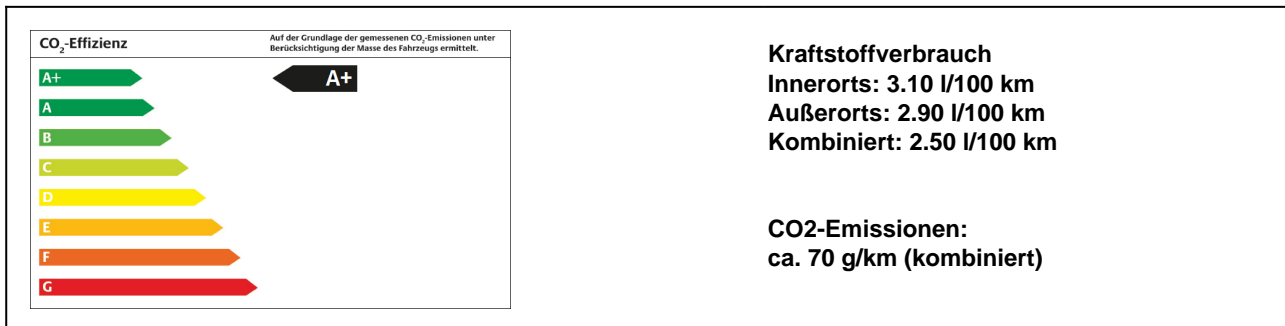 CO₂-Effizienz
Auf der Grundlage der gemessenen CO₂-Emissionen unter
Berücksichtigung der Masse des Fahrzeugs ermittelt.
A+
A+
A
B
C
D
E
F
G
Kraftstoffverbrauch
Innerorts: 3.10 l/100 km
Außerorts: 2.90 l/100 km
Kombiniert: 2.50 l/100 km
CO2-Emissionen:
ca. 70 g/km (kombiniert)